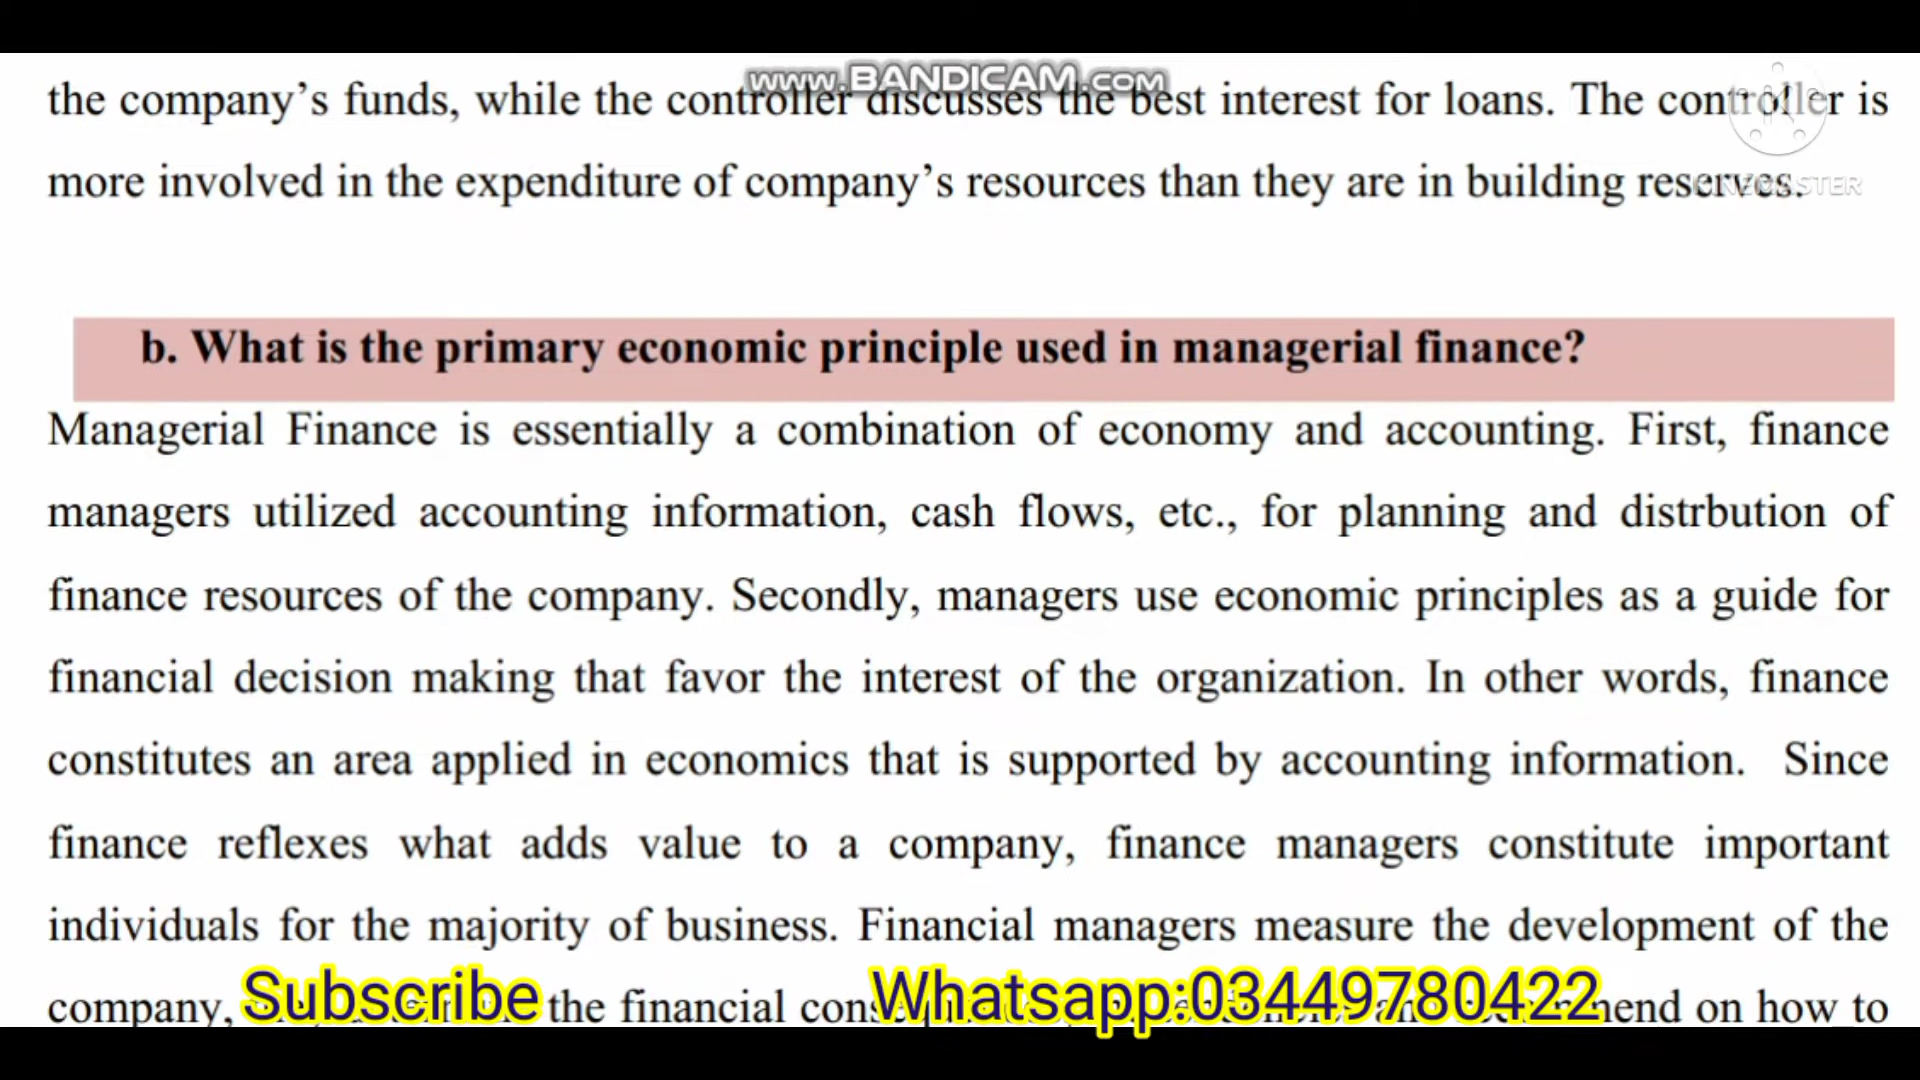 www.BANDICAM.com
the company’s funds, while the controller discusses the best interest for loans. The controller is
more involved in the expenditure of company’s resources than they are in building reserves.
KINEMASTER
b. What is the primary economic principle used in managerial finance?
Managerial Finance is essentially a combination of economy and accounting. First, finance
managers utilized accounting information, cash flows, etc., for planning and distrbution of
finance resources of the company. Secondly, managers use economic principles as a guide for
financial decision making that favor the interest of the organization. In other words, finance
constitutes an area applied in economics that is supported by accounting information. Since
finance reflexes what adds value to a company, finance managers constitute important
individuals for the majority of business. Financial managers measure the development of the
company, the financial how to
Subscribe
Whatsapp:03449780422